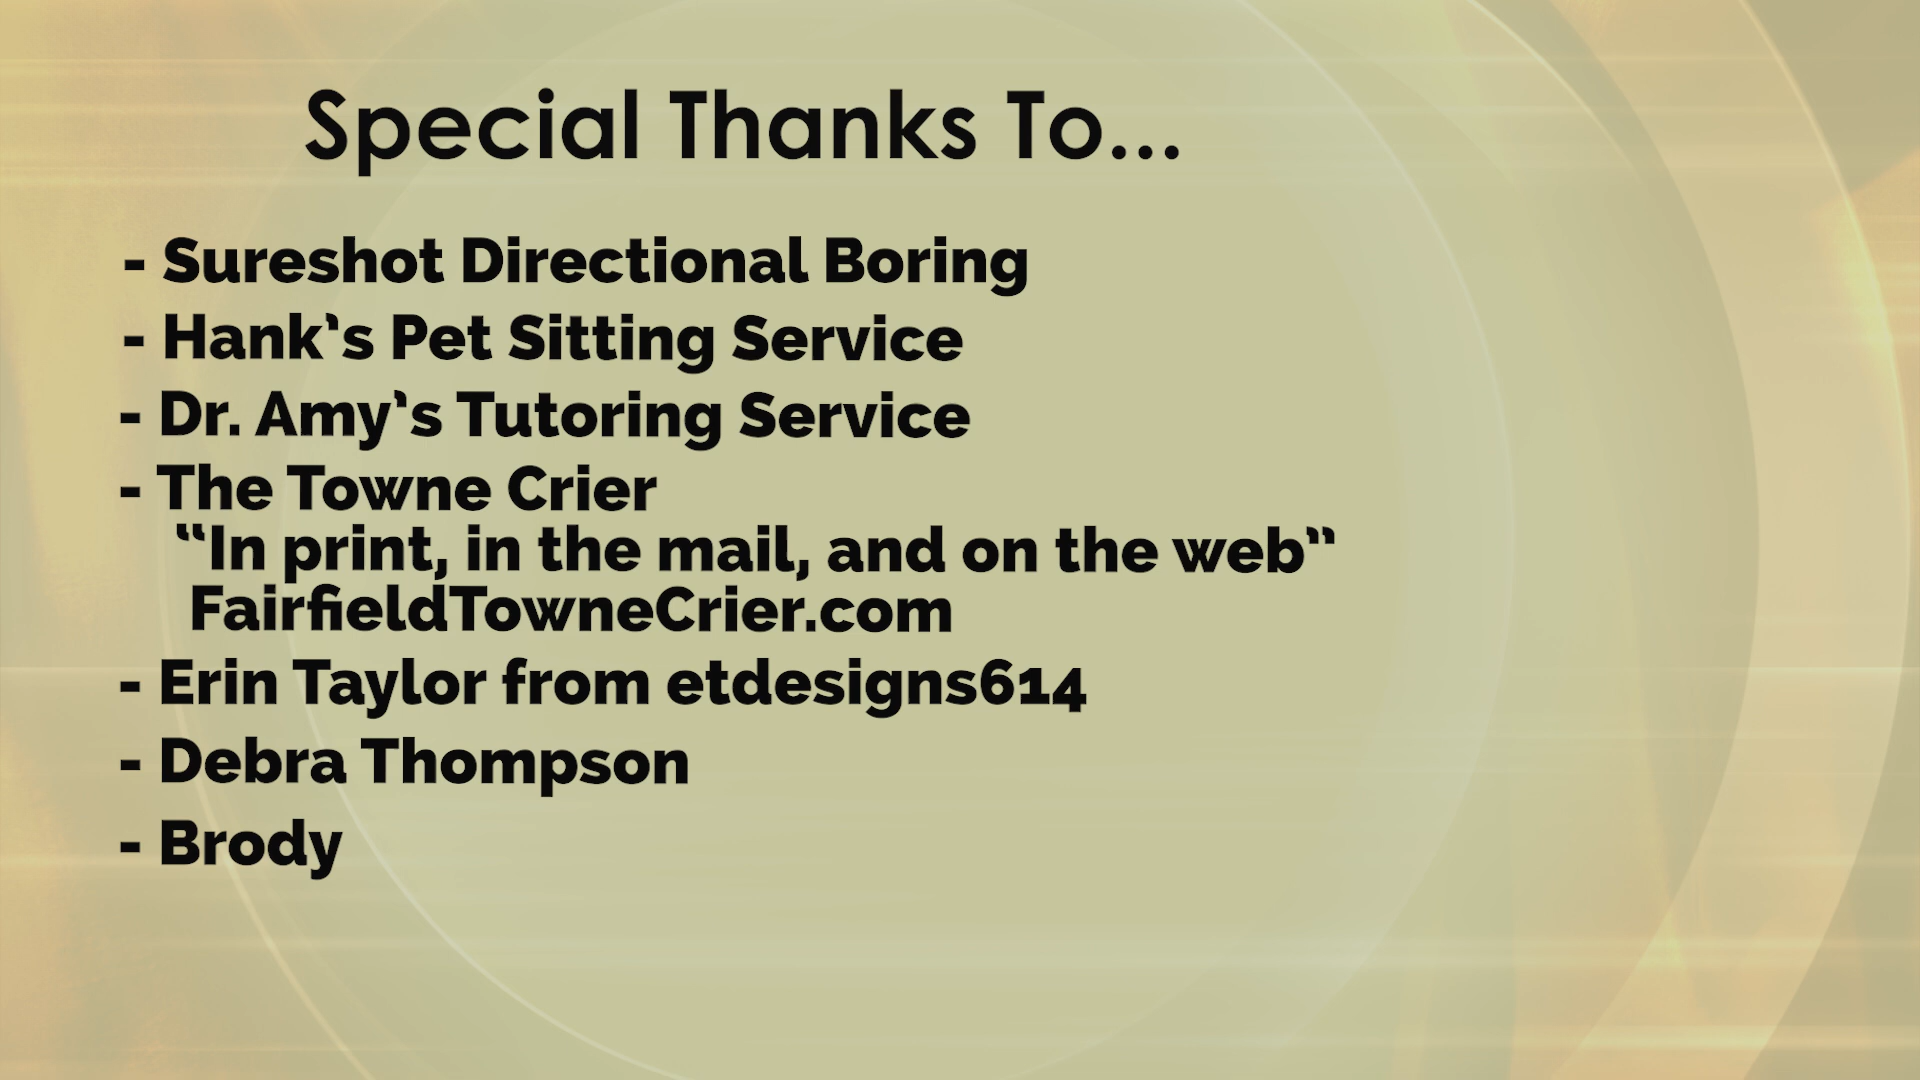 Special Thanks To...
- Sureshot Directional Boring
- Hank’s Pet Sitting Service
- Dr. Amy’s Tutoring Service
- The Towne Crier
“In print, in the mail, and on the web”
FairfieldTowneCrier.com
- Erin Taylor from etdesigns614
- Debra Thompson
- Brody